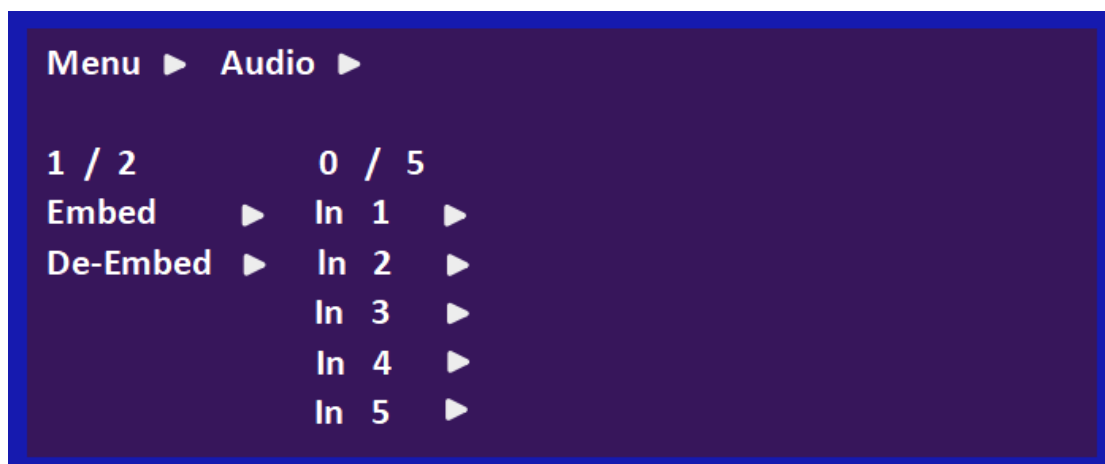 Menu ▶ Audio ▶
1 / 2 0 / 5
Embed ▶ In 1 ▶
De-Embed ▶ In 2 ▶
In 3 ▶
In 4 ▶
In 5 ▶